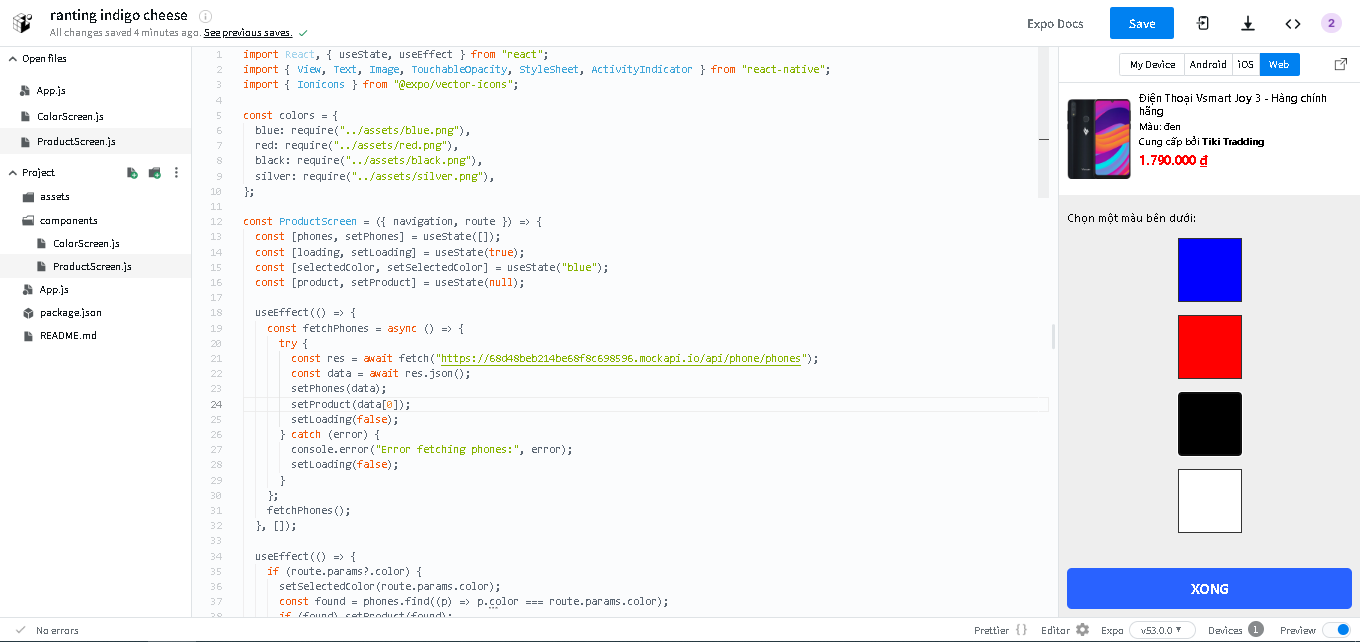 ranting indigo cheese
All changes saved 4 minutes ago. See previous saves.
Expo Docs
Save
2
Open files
App.js
ColorScreen.js
ProductScreen.js
Project
assets
components
ColorScreen.js
ProductScreen.js
App.js
package.json
README.md
1 import React, { useState, useEffect } from "react";
2 import { View, Text, Image, TouchableOpacity, StyleSheet, ActivityIndicator } from "react-native";
3 import { Ionicons } from "@expo/vector-icons";
4
5 const colors = {
6 blue: require("../assets/blue.png"),
7 red: require("../assets/red.png"),
8 black: require("../assets/black.png"),
9 silver: require("../assets/silver.png"),
10 };
11
12 const ProductScreen = ({ navigation, route }) => {
13 const [phones, setPhones] = useState([]);
14 const [loading, setLoading] = useState(true);
15 const [selectedColor, setSelectedColor] = useState("blue");
16 const [product, setProduct] = useState(null);
17
18 useEffect(() => {
19 const fetchPhones = async () => {
20 try {
21 const res = await fetch("https://68d48beb214be68f8c698596.mockapi.io/api/phone/phones");
22 const data = await res.json();
23 setPhones(data);
24 setProduct(data[0]);
25 setLoading(false);
26 } catch (error) {
27 console.error("Error fetching phones:", error);
28 setLoading(false);
29 }
30 };
31 fetchPhones();
32 }, []);
33
34 useEffect(() => {
35 if (route.params?.color) {
36 setSelectedColor(route.params.color);
37 const found = phones.find((p) => p.color === route.params.color);
38 if (found) setProduct(found);
My Device
Android
iOS
Web
Điện Thoại Vsmart Joy 3 - Hàng chính
hãng
Màu: đen
Cung cấp bởi Tiki Tradding
1.790.000 ₫
Chọn một màu bên dưới:
XONG
No errors
Prettier {}
Editor
Expo
v53.0.0
Devices 1
Preview